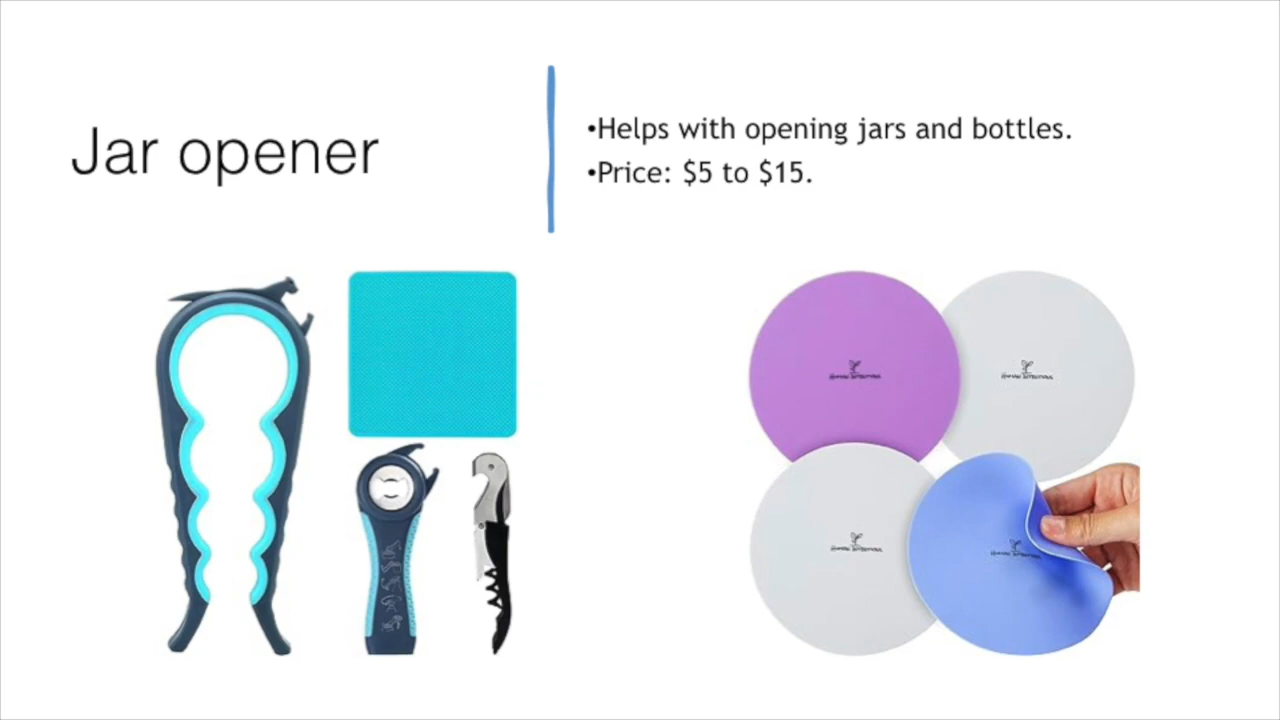 Jar opener
•Helps with opening jars and bottles.
•Price: $5 to $15.